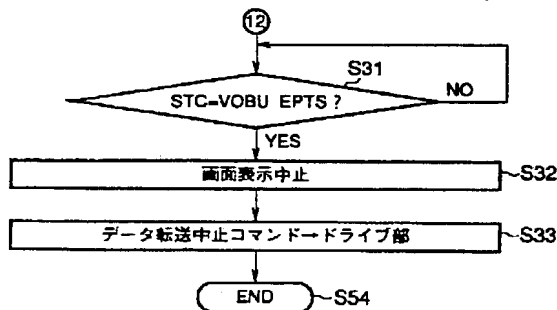 12
S31
STC=VOBU EPTS ?
NO
YES
画面表示中止
S32
データ転送中止コマンド→ドライブ部
S33
END
S54